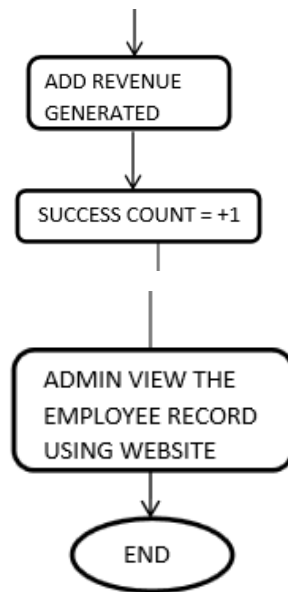 ADD REVENUE
GENERATED
SUCCESS COUNT = +1
ADMIN VIEW THE
EMPLOYEE RECORD
USING WEBSITE
END